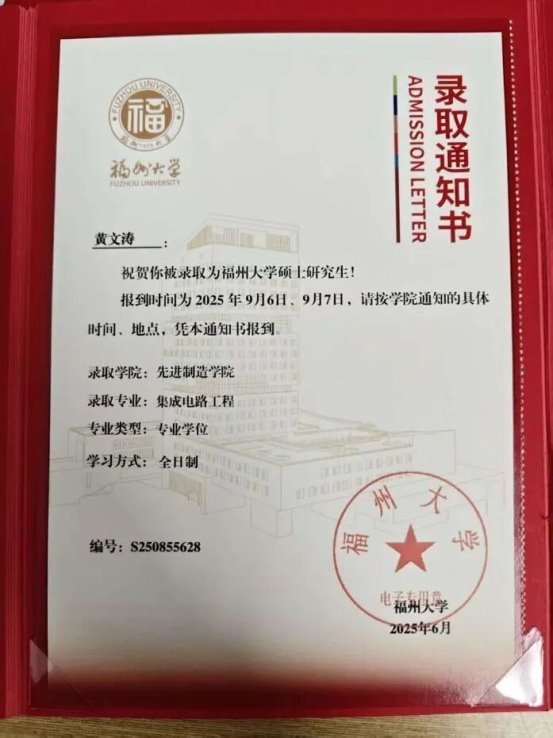 FUZHOU UNIVERSITY
福
福州大学
FUZHOU UNIVERSITY
录取通知书
ADMISSION LETTER
黄文涛：
祝贺你被录取为福州大学硕士研究生！
报到时间为 2025 年 9月6日、9月7日，请按学院通知的具体
时间、地点，凭本通知书报到。
录取学院：先进制造学院
录取专业：集成电路工程
专业类型：专业学位
学习方式：全日制
编号：S250855628
福州大学
电子专用章
福州大学
2025年6月